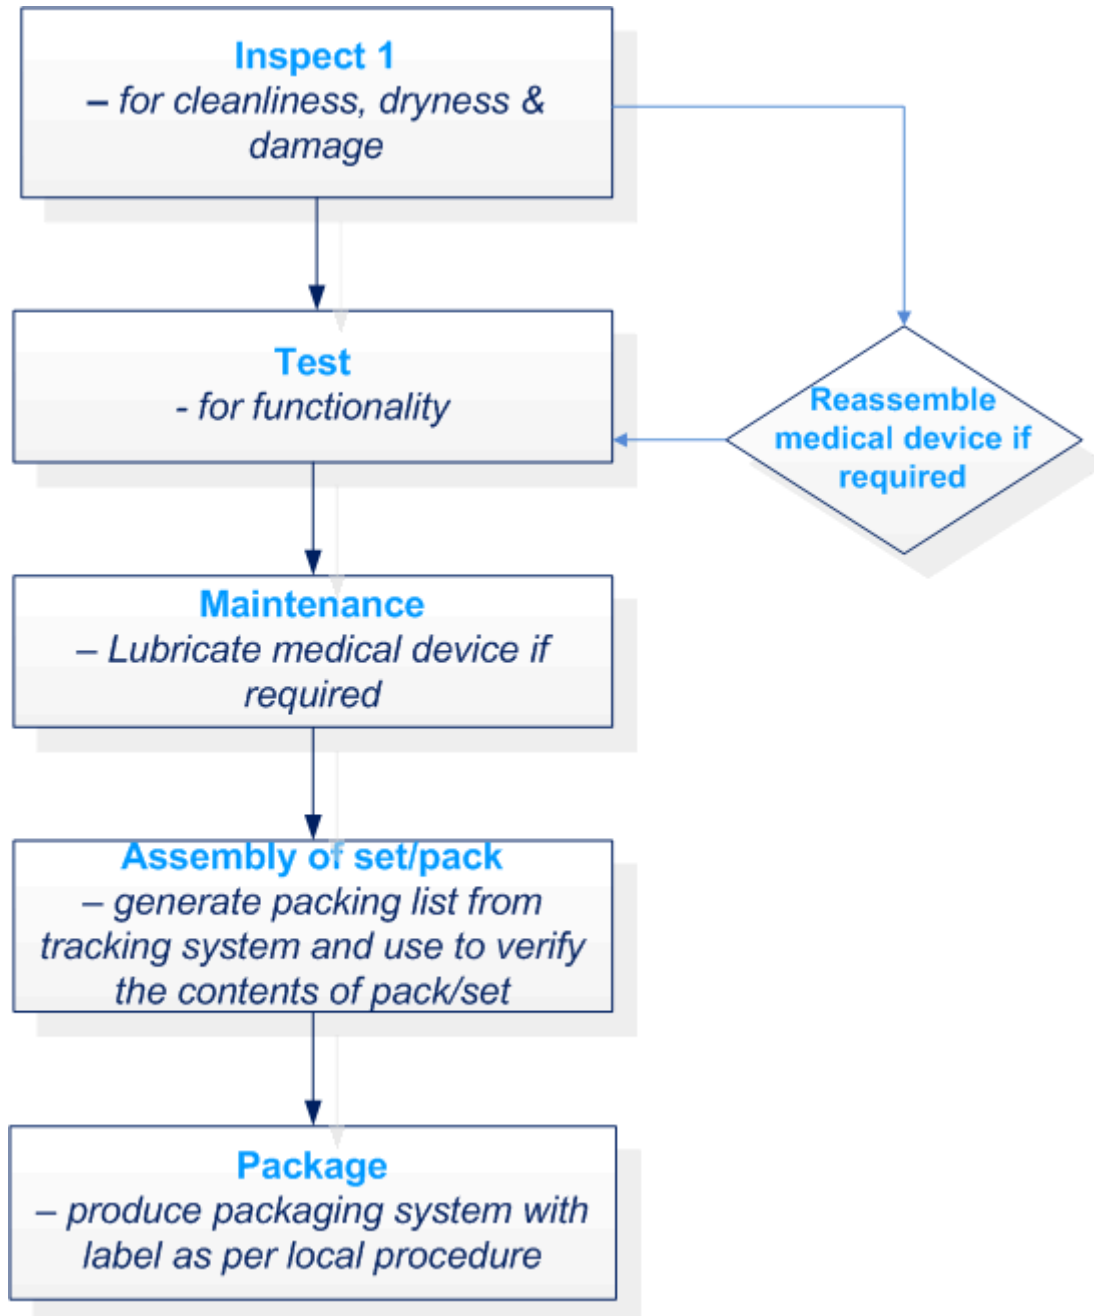 Inspect 1
– for cleanliness, dryness &
damage
Test
- for functionality
Reassemble
medical device if
required
Maintenance
– Lubricate medical device if
required
Assembly of set/pack
– generate packing list from
tracking system and use to verify
the contents of pack/set
Package
– produce packaging system with
label as per local procedure